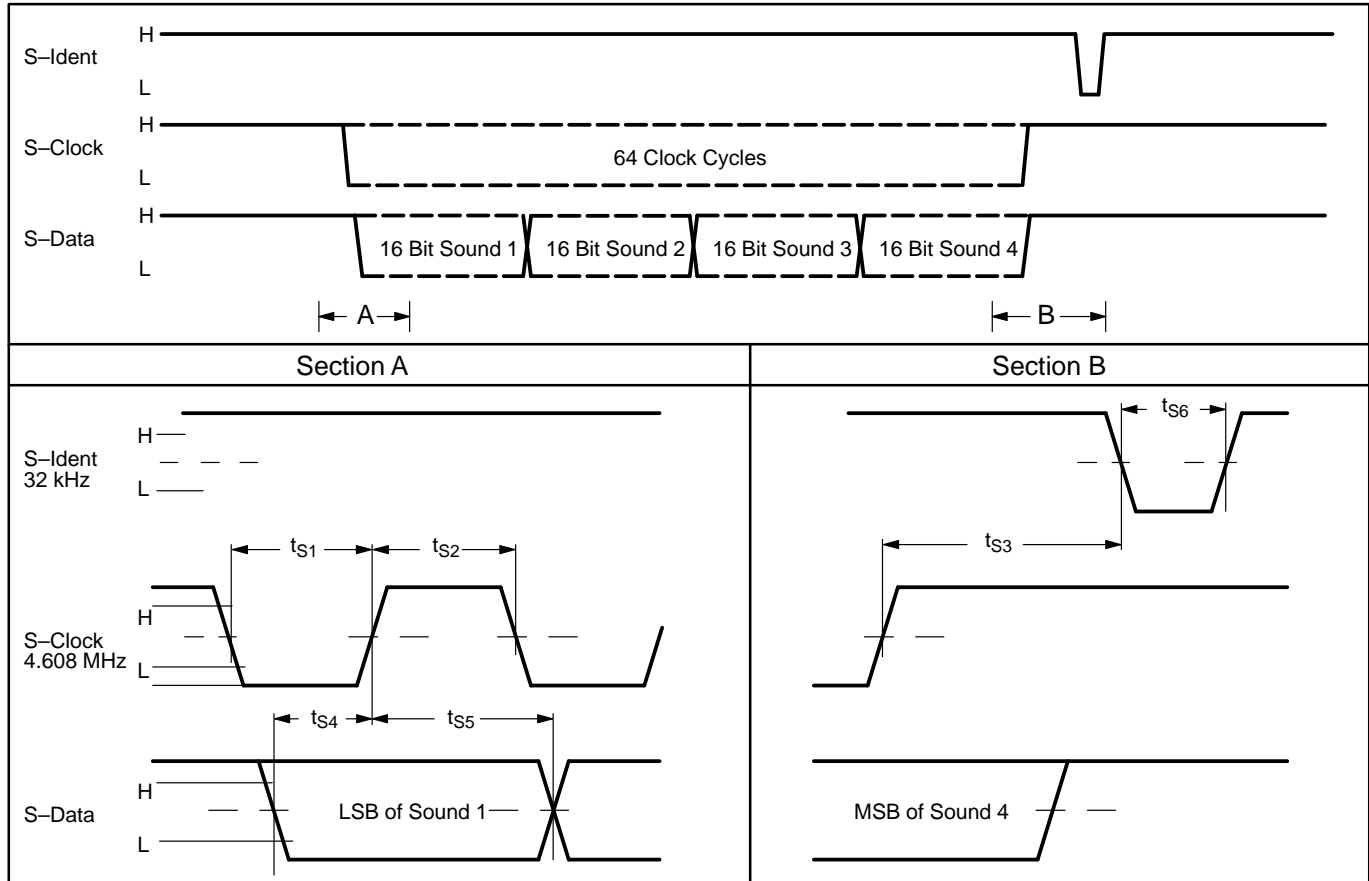 S–Ident
H
L
S–Clock
H
L
64 Clock Cycles
S–Data
H
L
16 Bit Sound 1
16 Bit Sound 2
16 Bit Sound 3
16 Bit Sound 4
A
B
Section A
Section B
S–Ident
32 kHz
H
L
tS6
tS1
tS2
tS3
S–Clock
4.608 MHz
H
L
tS4
tS5
S–Data
H
L
LSB of Sound 1
MSB of Sound 4